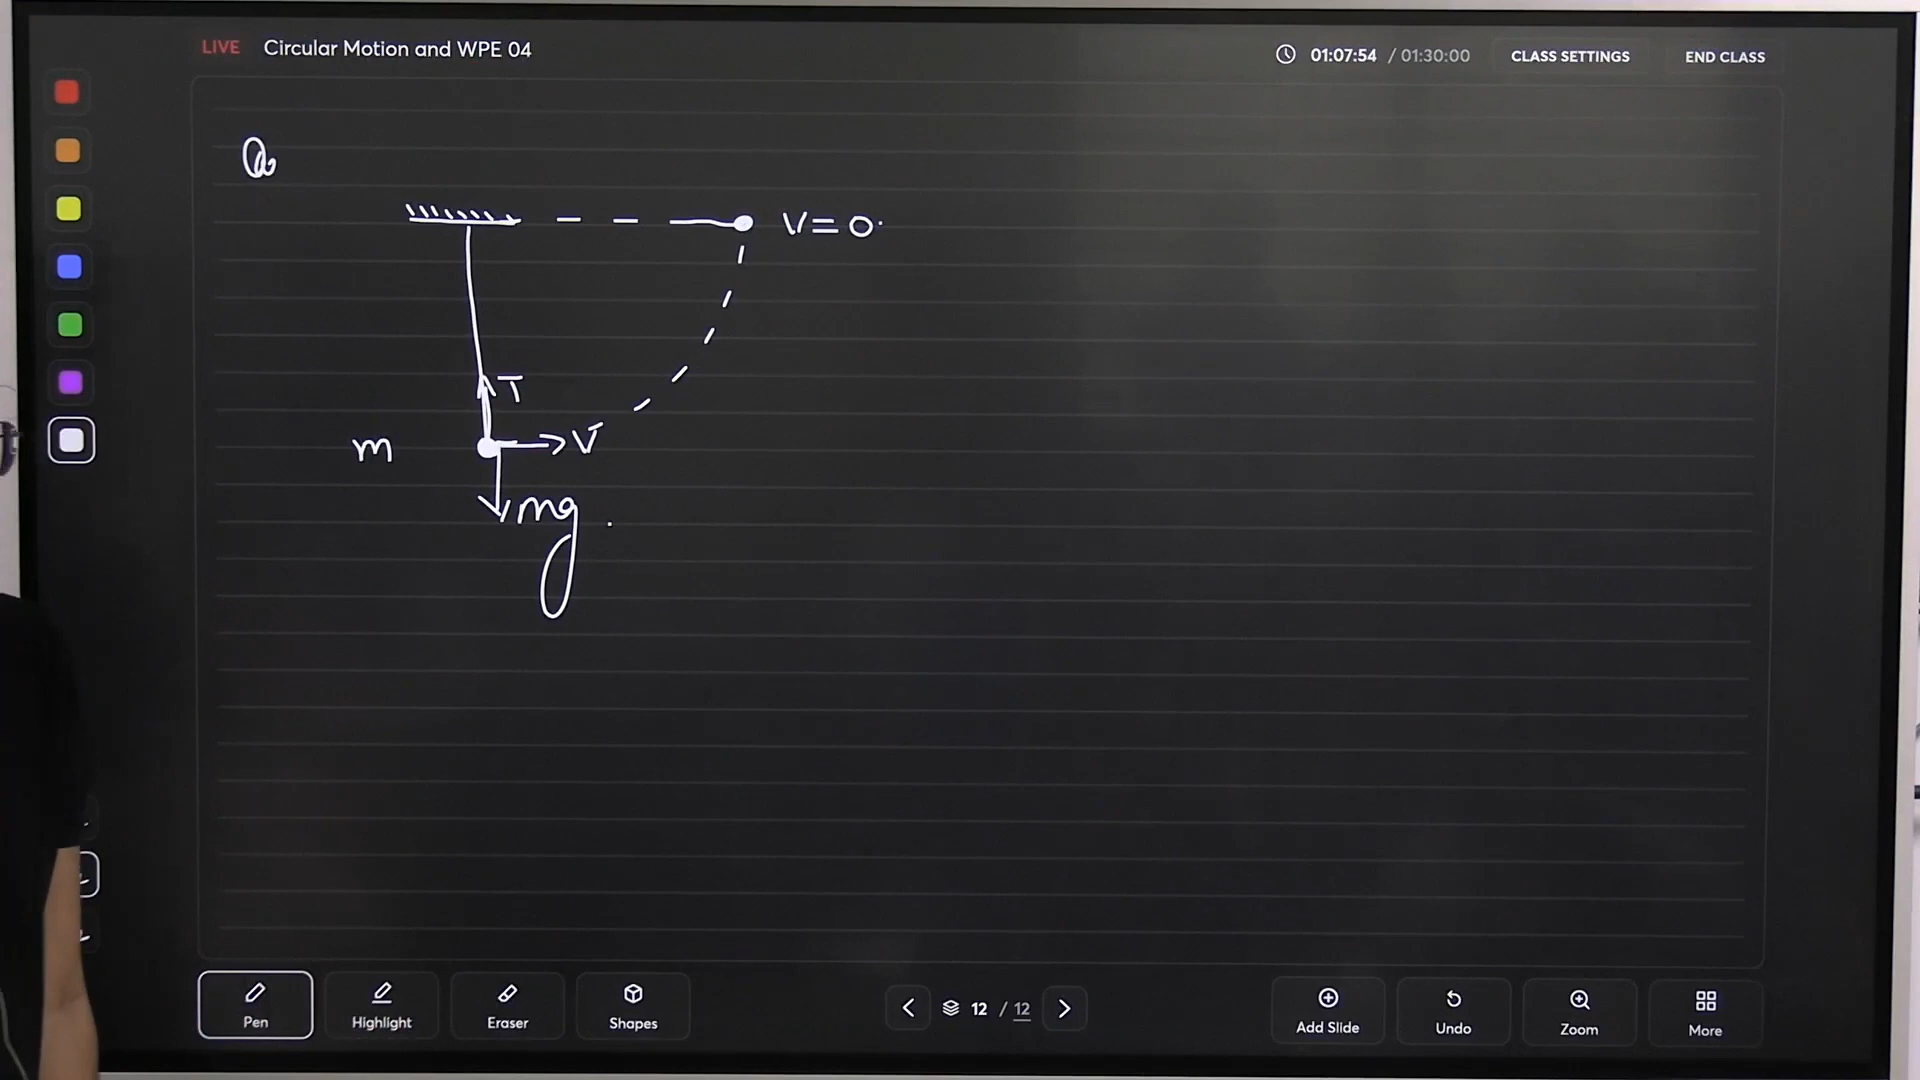 LIVE Circular Motion and WPE 04 01:07:54 / 01:30:00 CLASS SETTINGS END CLASS
Q
V = 0
T
m V
mg
Pen Highlight Eraser Shapes 12 / 12 Add Slide Undo Zoom More